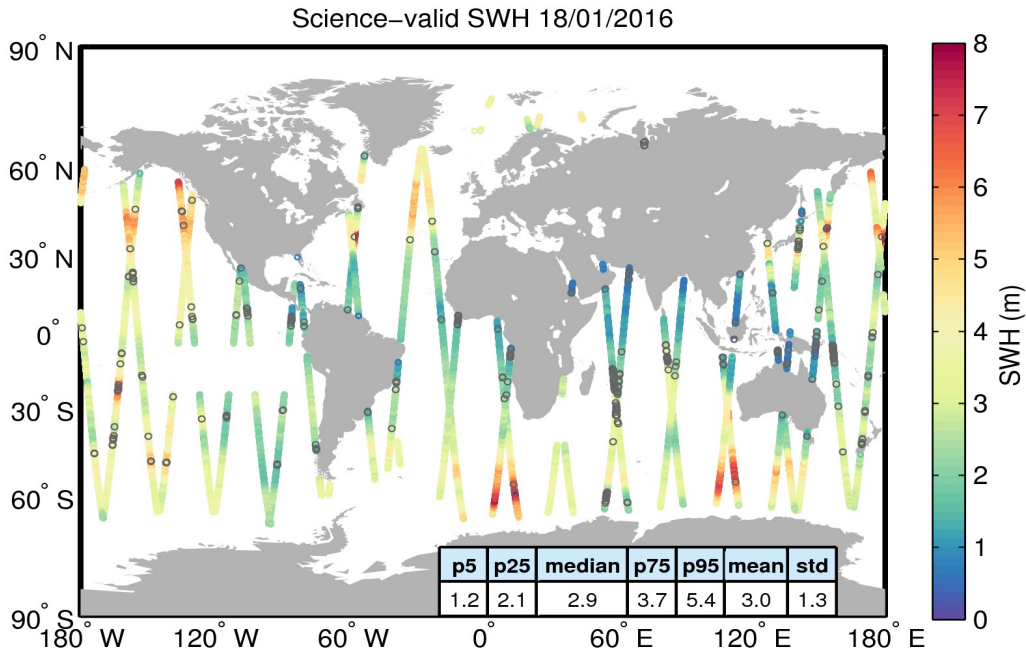 Science−valid SWH 18/01/2016
90° N
60° N
30° N
0°
30° S
60° S
90° S
180° W
120° W
60° W
0°
60° E
120° E
180° E
p5 p25 median p75 p95 mean std
1.2 2.1 2.9 3.7 5.4 3.0 1.3
8
7
6
5
4
3
2
1
0
SWH (m)